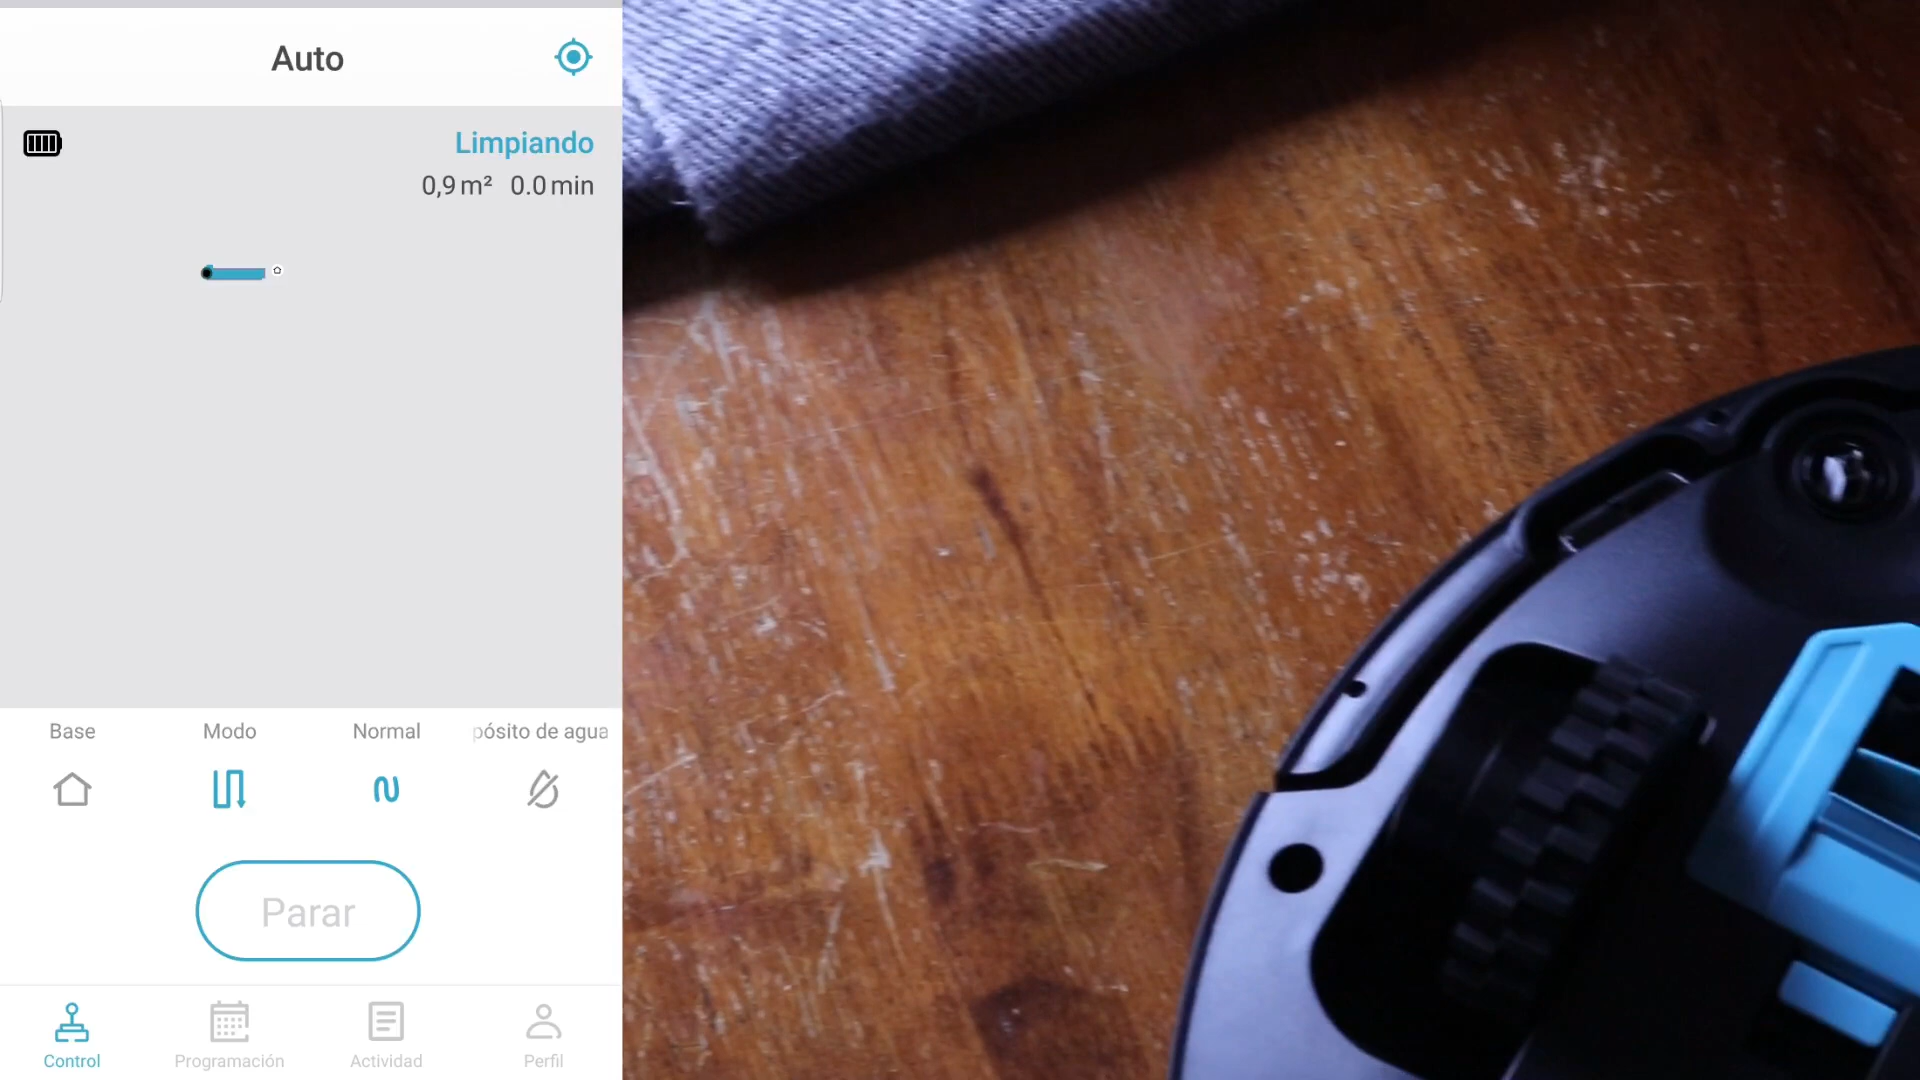 Auto
Limpiando
0,9 m² 0.0 min
Base Modo Normal pósito de agua
Parar
Control Programación Actividad Perfil